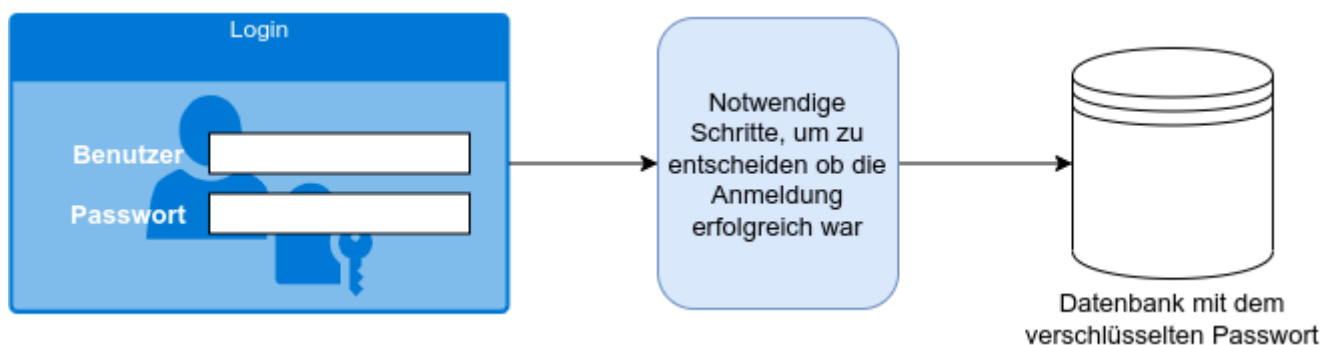 Login
Benutzer
Passwort
Notwendige
Schritte, um zu
entscheiden ob die
Anmeldung
erfolgreich war
Datenbank mit dem
verschlüsselten Passwort